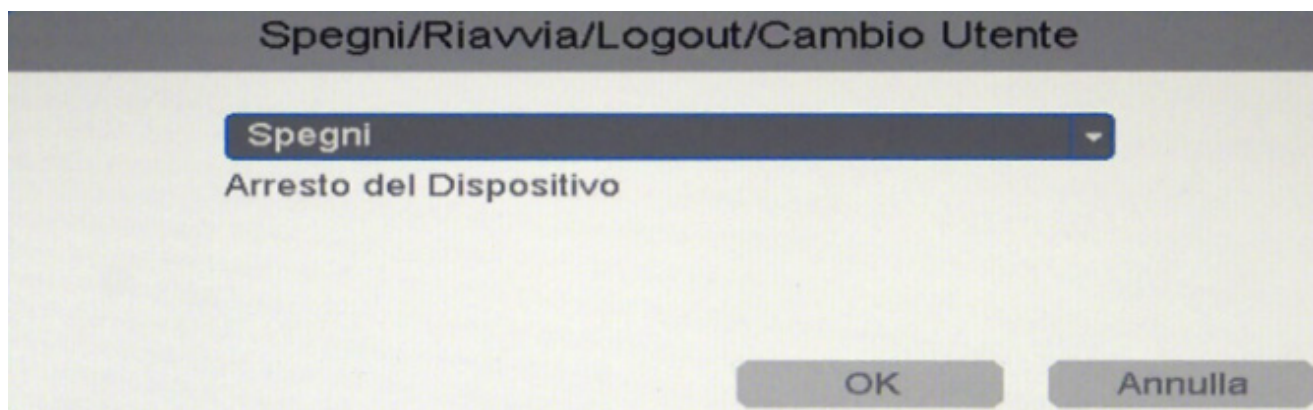 Spegni/Riavvia/Logout/Cambio Utente
Spegni
Arresto del Dispositivo
OK Annulla